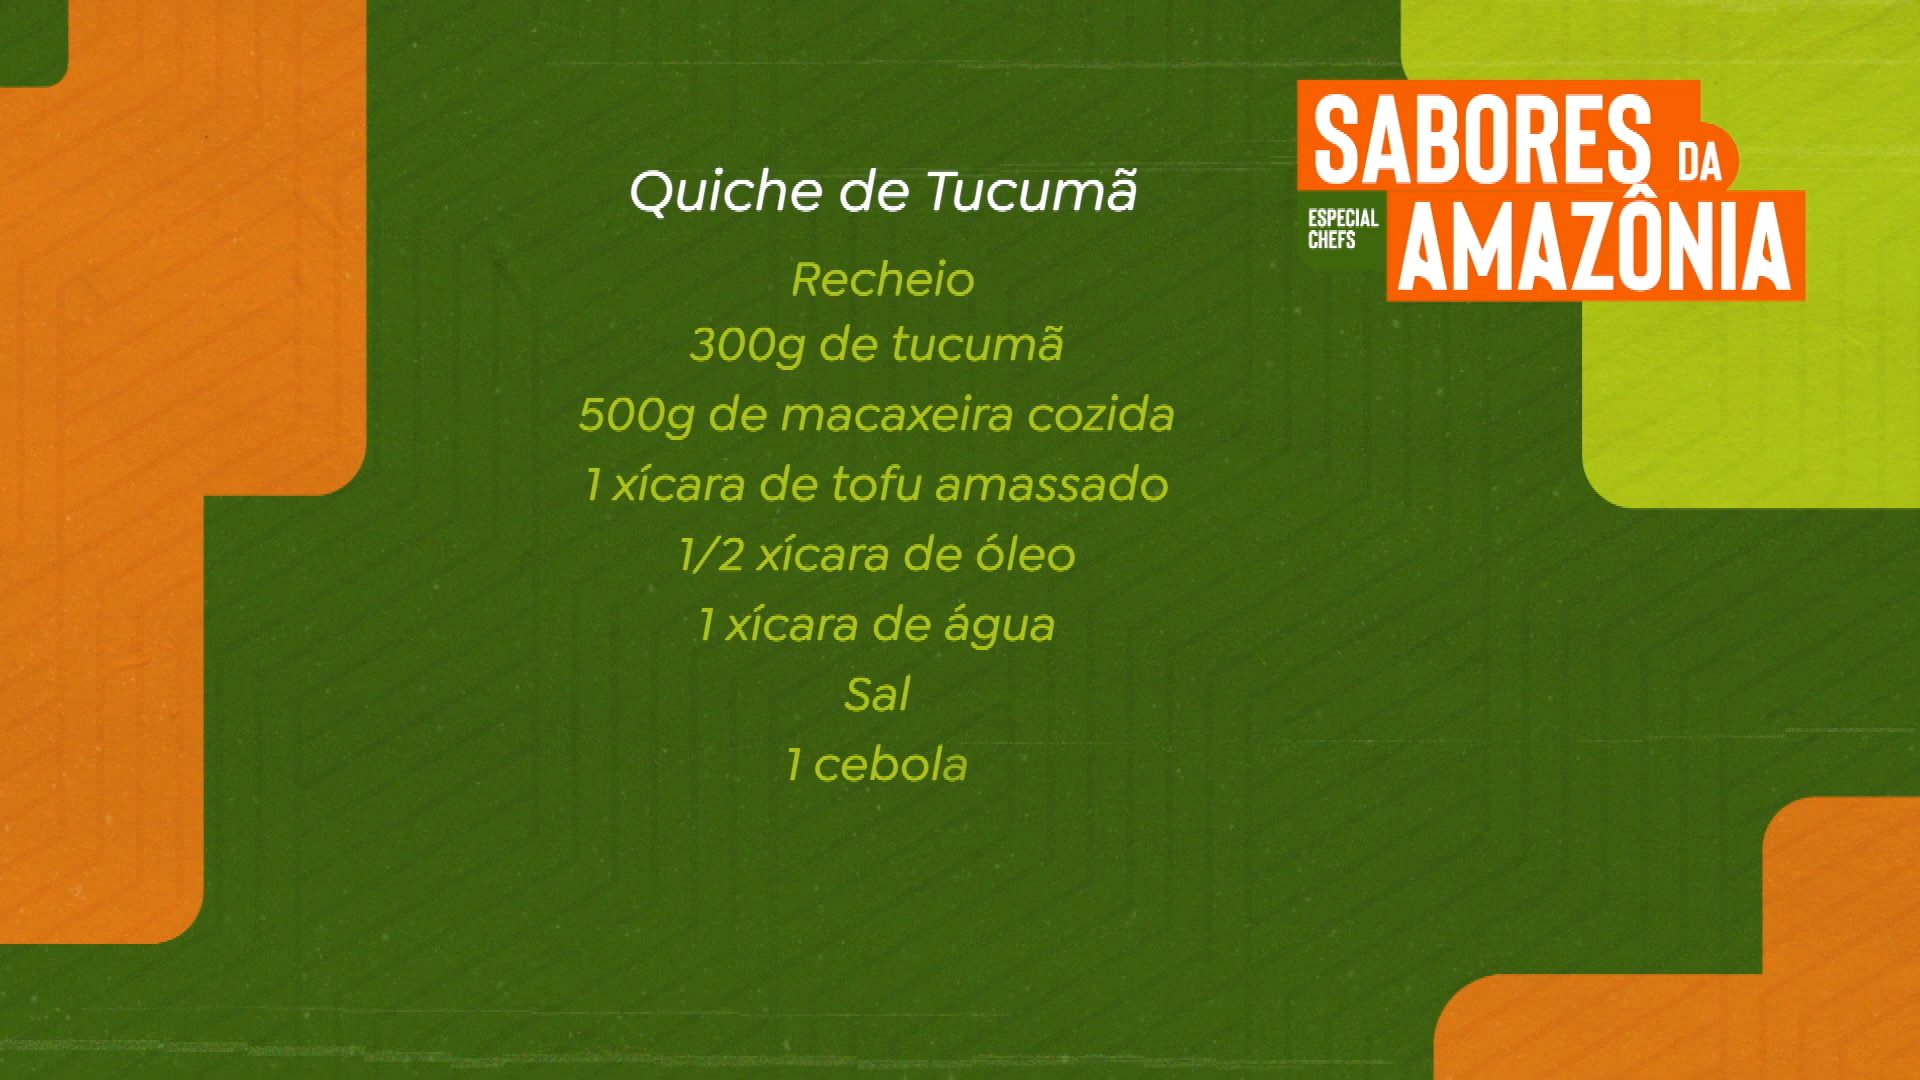 SABORES DA
ESPECIAL
CHEFS
AMAZÔNIA
Quiche de Tucumã
Recheio
300g de tucumã
500g de macaxeira cozida
1 xícara de tofu amassado
1/2 xícara de óleo
1 xícara de água
Sal
1 cebola